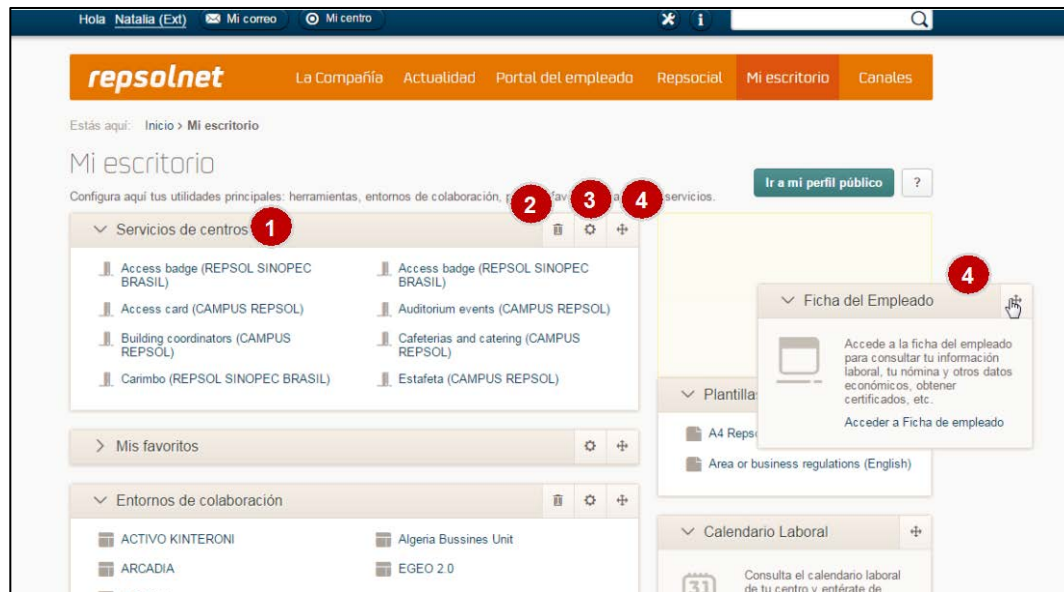 Hola Natalia (Ext) Mi correo Mi centro
repsolnet La Compañía Actualidad Portal del empleado Repsocial Mi escritorio Canales
Estás aquí: Inicio > Mi escritorio
Mi escritorio
Ir a mi perfil público ?
Configura aquí tus utilidades principales: herramientas, entornos de colaboración, servicios.
Servicios de centros 1 2 3 4
Access badge (REPSOL SINOPEC
BRASIL)
Access badge (REPSOL SINOPEC
BRASIL)
Access card (CAMPUS REPSOL)
Auditorium events (CAMPUS REPSOL)
Building coordinators (CAMPUS
REPSOL)
Cafeterias and catering (CAMPUS
REPSOL)
Carimbo (REPSOL SINOPEC BRASIL)
Estafeta (CAMPUS REPSOL)
Mis favoritos
Entornos de colaboración
ACTIVO KINTERONI
Algeria Bussines Unit
ARCADIA
EGEO 2.0
4
Ficha del Empleado
Accede a la ficha del empleado
para consultar tu información
laboral, tu nómina y otros datos
económicos, obtener
certificados, etc.
Acceder a Ficha de empleado
A4
Area or business regulations (English)
Calendario Laboral
31
Consulta el calendario laboral
de tu centro y entérate de